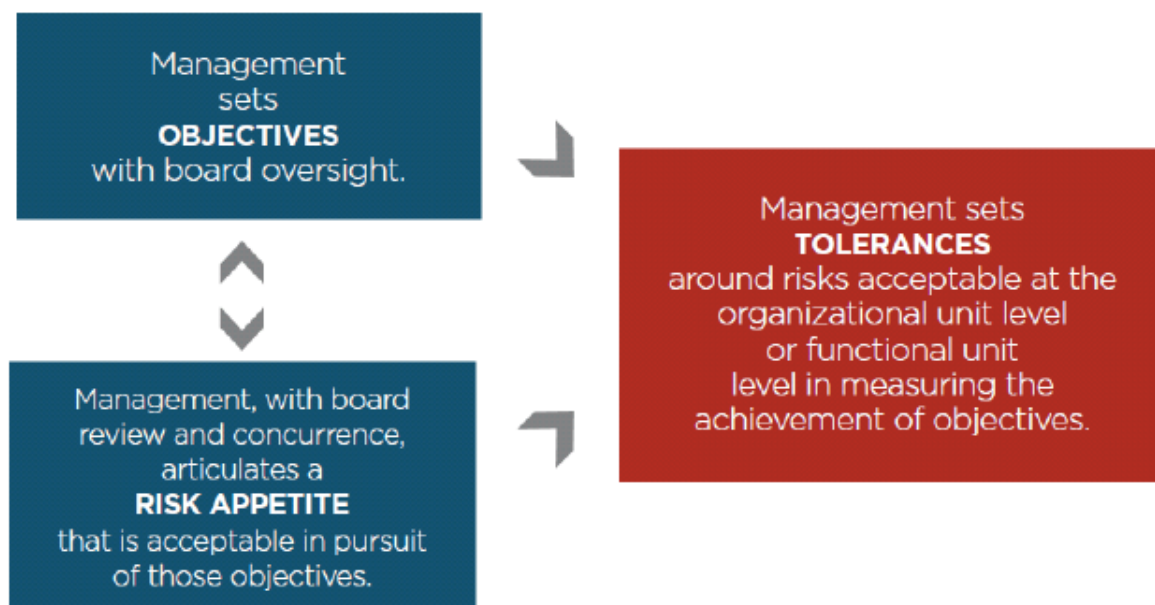 Management
sets
OBJECTIVES
with board oversight.
Management, with board
review and concurrence,
articulates a
RISK APPETITE
that is acceptable in pursuit
of those objectives.
Management sets
TOLERANCES
around risks acceptable at the
organizational unit level
or functional unit
level in measuring the
achievement of objectives.